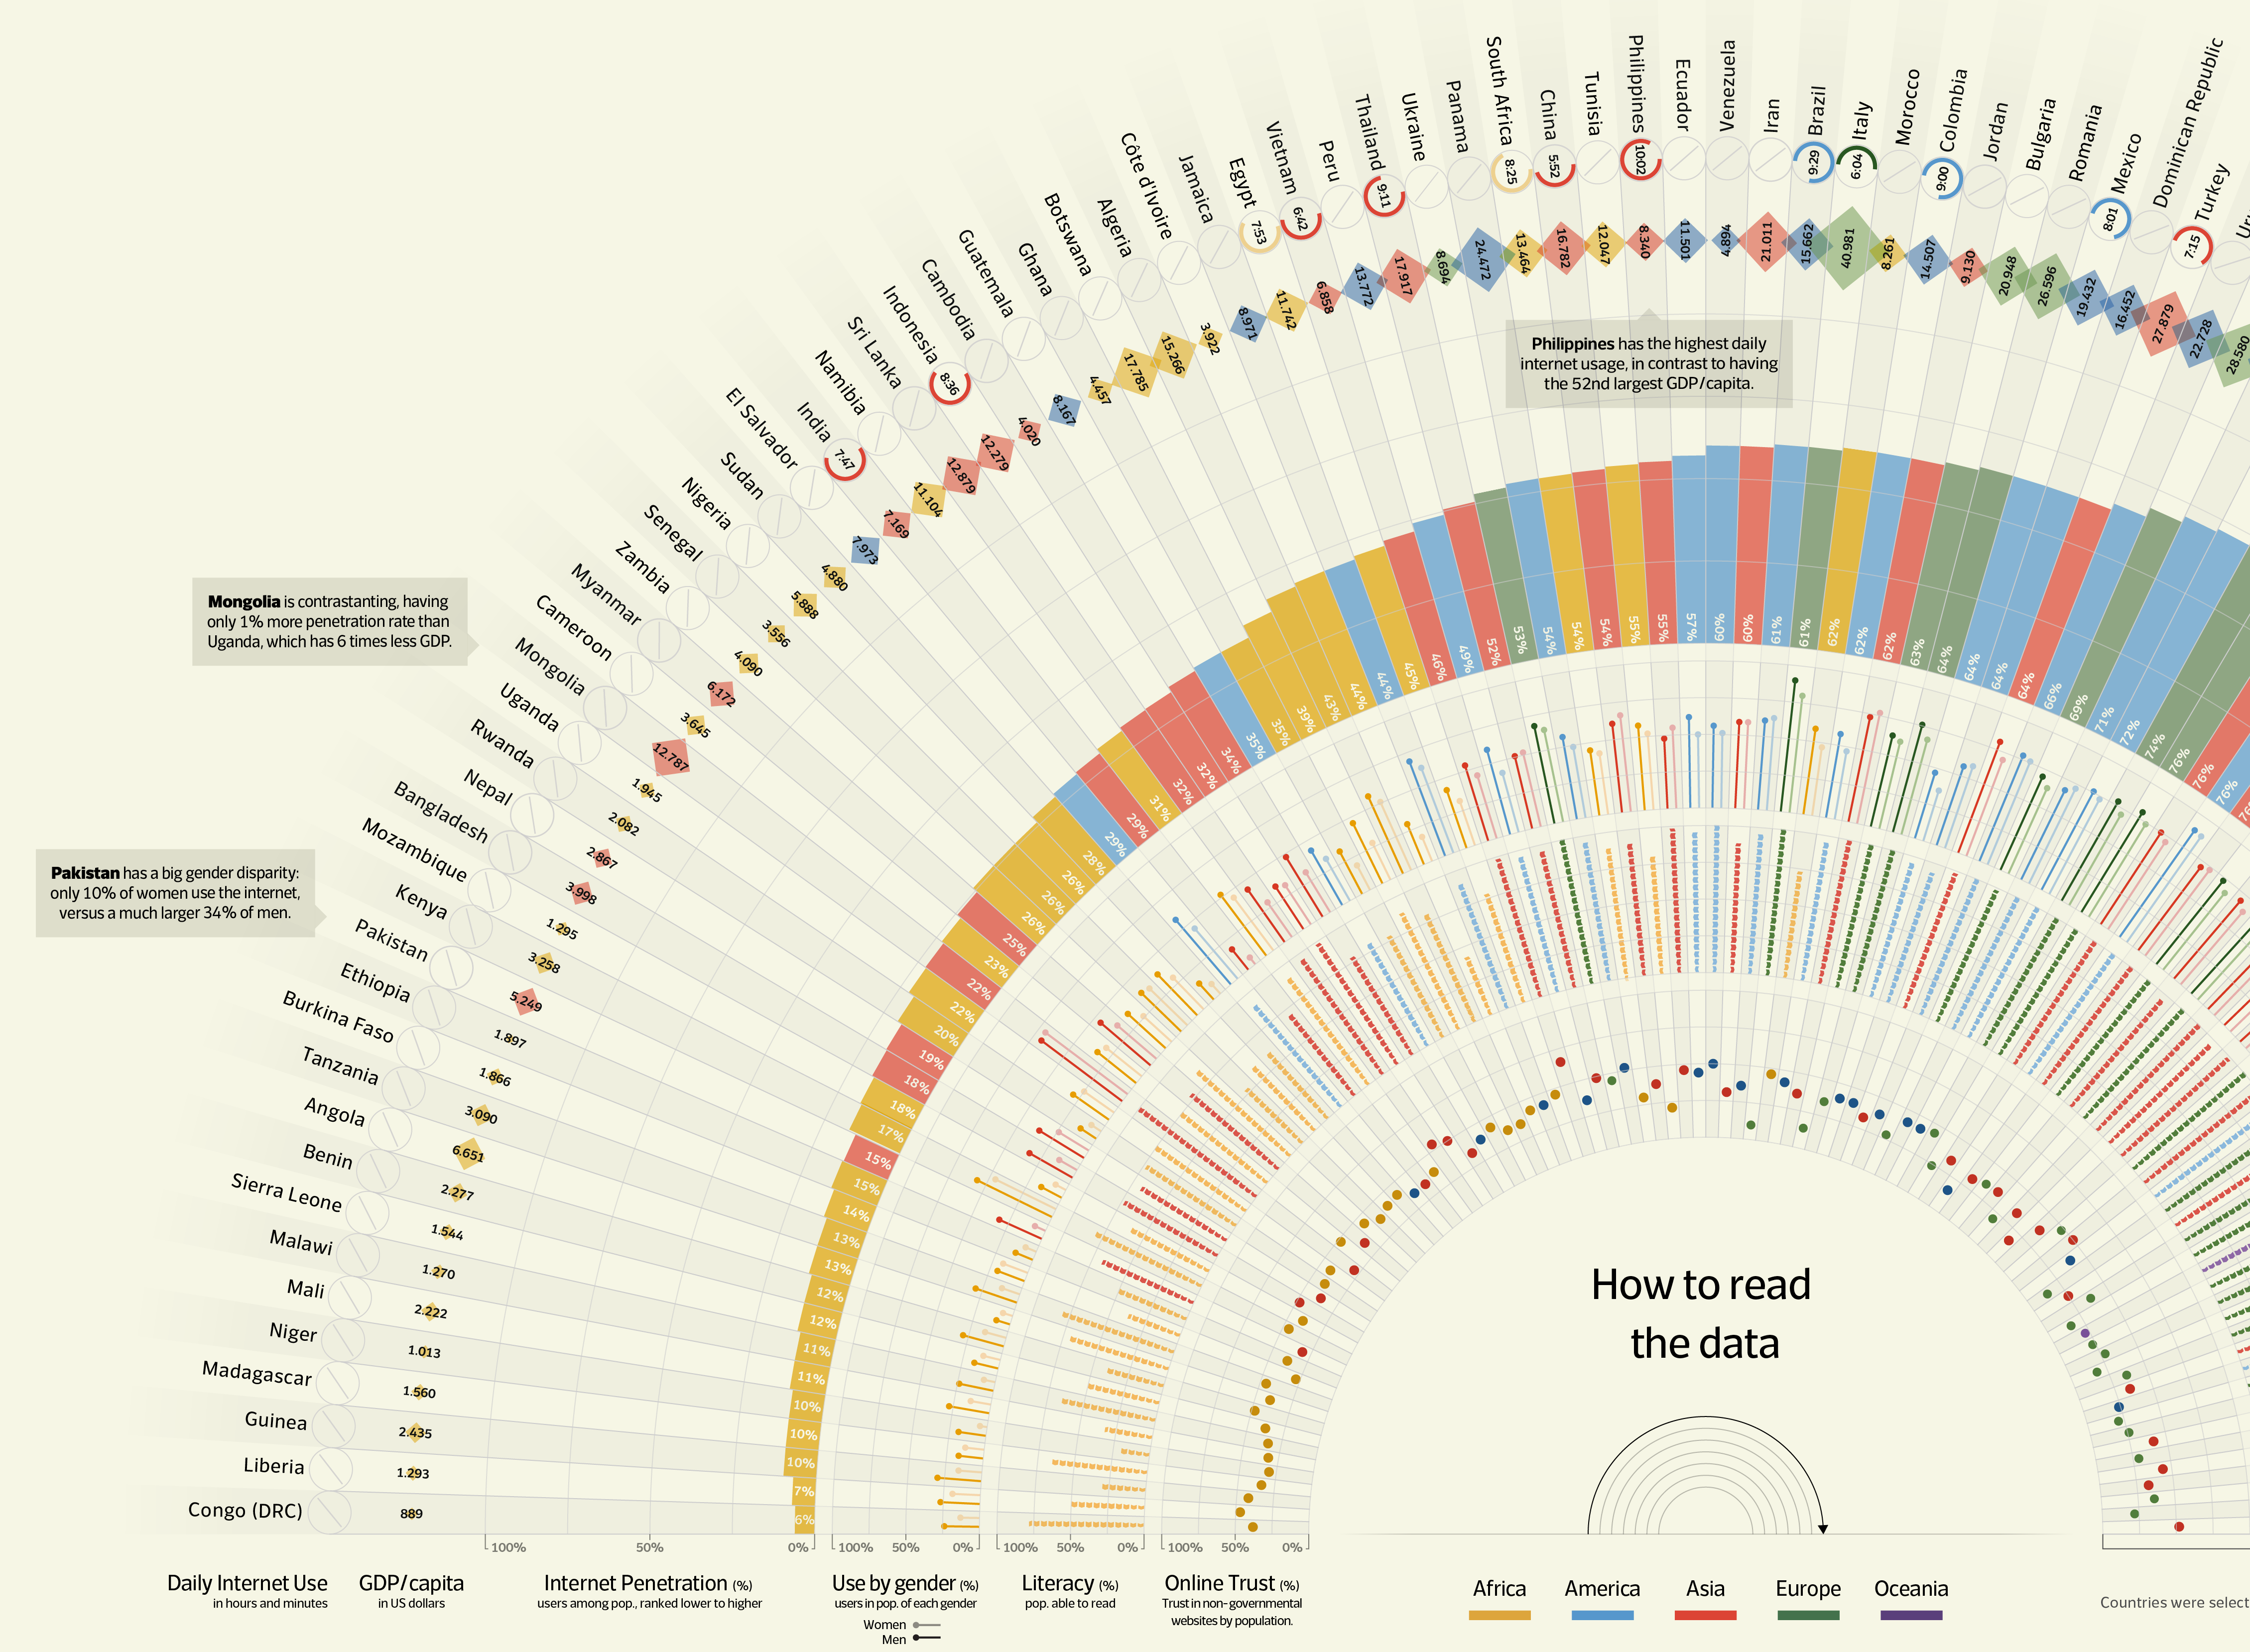 Congo (DRC)
Liberia
Guinea
Madagascar
Niger
Mali
Malawi
Sierra Leone
Benin
Angola
Tanzania
Burkina Faso
Ethiopia
Pakistan
Kenya
Mozambique
Bangladesh
Nepal
Rwanda
Uganda
Mongolia
Cameroon
Myanmar
Zambia
Senegal
Nigeria
Sudan
El Salvador
India
Namibia
Sri Lanka
Indonesia
Cambodia
Guatemala
Ghana
Botswana
Algeria
Côte d'Ivoire
Jamaica
Egypt
Vietnam
Peru
Thailand
Ukraine
Panama
South Africa
China
Tunisia
Philippines
Ecuador
Venezuela
Iran
Brazil
Italy
Morocco
Colombia
Jordan
Bulgaria
Romania
Mexico
Dominican Republic
Turkey
Uru
7:47
8:36
7:53
6:42
9:11
8:25
5:52
10:02
9:29
6:04
9:00
8:01
7:15
889
1.293
2.435
1.560
1.013
2.222
1.270
1.544
2.277
6.651
3.090
1.866
1.897
5.249
3.258
1.295
3.998
2.867
2.082
1.945
12.787
3.645
6.172
4.090
3.556
5.888
4.880
7.973
7.169
11.104
12.879
12.279
4.020
8.167
4.457
17.785
15.266
3.922
8.971
11.742
6.858
13.772
17.917
8.694
24.472
13.464
16.782
12.047
8.340
11.501
4.894
21.011
15.662
40.981
8.261
14.507
9.130
20.948
26.596
19.432
16.452
27.879
22.728
28.580
Philippines has the highest daily
internet usage, in contrast to having
the 52nd largest GDP/capita.
Mongolia is contrastanting, having
only 1% more penetration rate than
Uganda, which has 6 times less GDP.
Pakistan has a big gender disparity:
only 10% of women use the internet,
versus a much larger 34% of men.
6%
7%
10%
10%
10%
11%
11%
12%
12%
13%
13%
14%
15%
15%
17%
18%
18%
19%
20%
22%
22%
23%
25%
26%
26%
26%
28%
29%
29%
31%
32%
32%
34%
35%
35%
39%
43%
44%
44%
45%
46%
49%
52%
53%
54%
54%
54%
55%
55%
57%
60%
60%
61%
61%
62%
62%
62%
63%
64%
64%
64%
64%
66%
69%
71%
72%
74%
76%
76%
76%
How to read
the data
100% 50% 0%
100% 50% 0%
100% 50% 0%
100% 50% 0%
Daily Internet Use
in hours and minutes
GDP/capita
in US dollars
Internet Penetration (%)
users among pop., ranked lower to higher
Use by gender (%)
users in pop. of each gender
Women
Men
Literacy (%)
pop. able to read
Online Trust (%)
Trust in non-governmental
websites by population.
Africa
America
Asia
Europe
Oceania
Countries were select